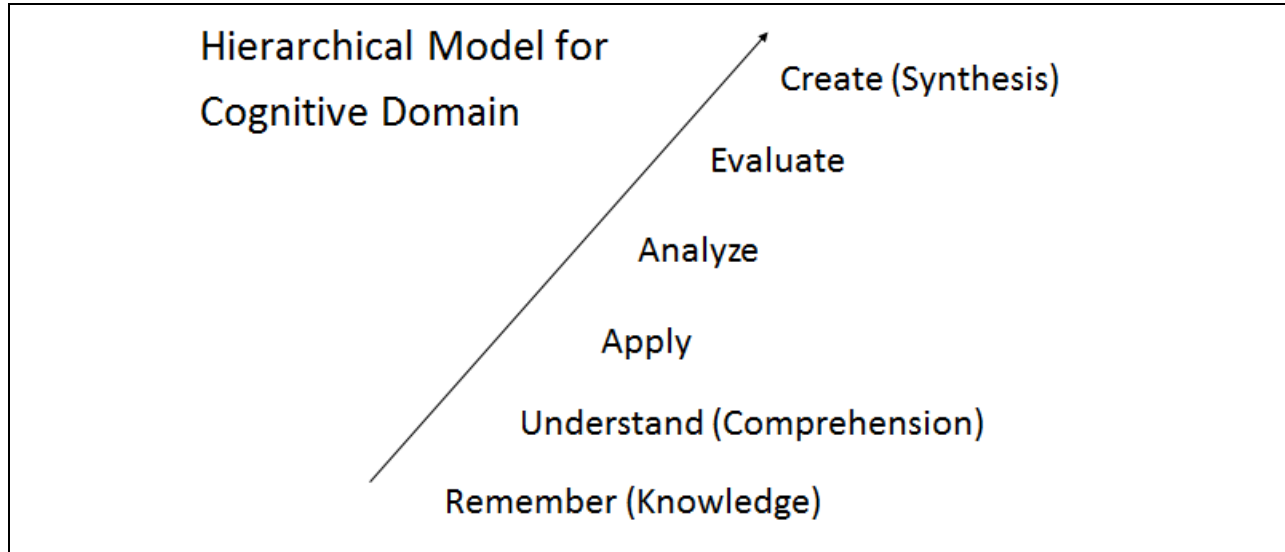 Hierarchical Model for
Cognitive Domain
Create (Synthesis)
Evaluate
Analyze
Apply
Understand (Comprehension)
Remember (Knowledge)